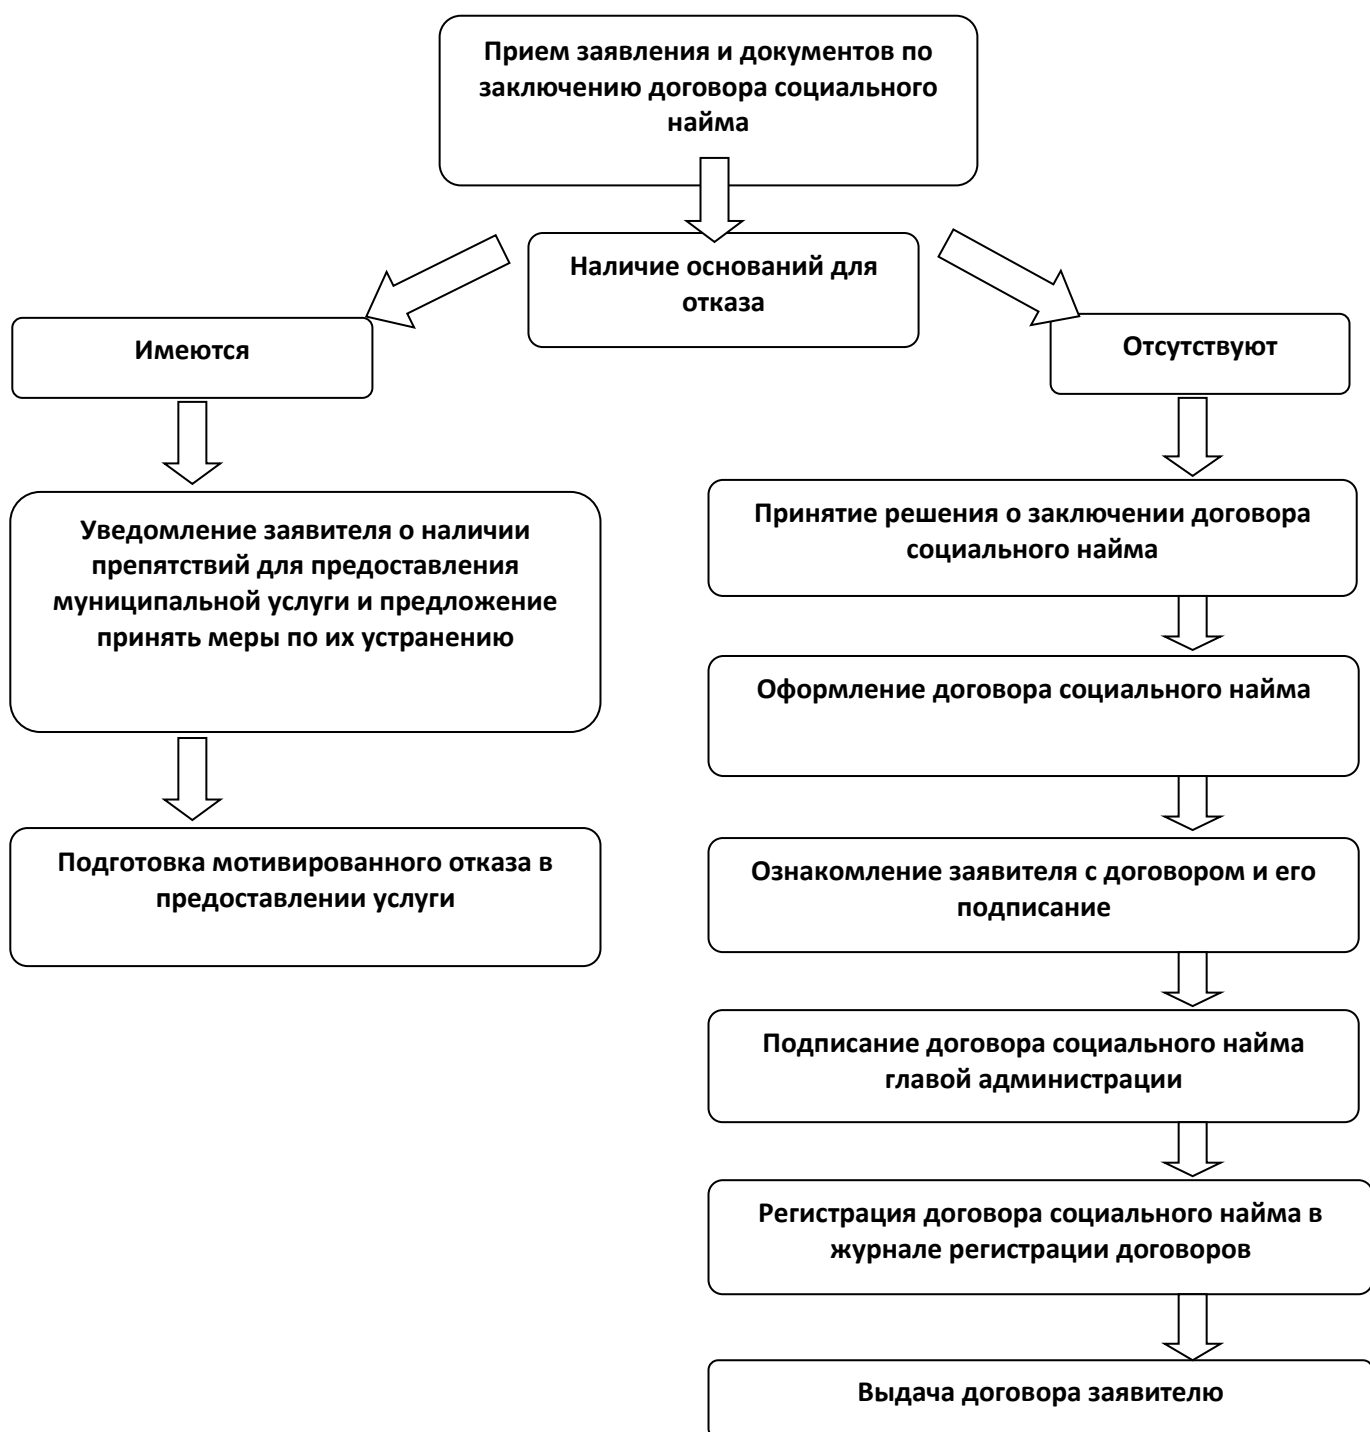 Прием заявления и документов по
заключению договора социального
найма
Наличие оснований для
отказа
Имеются
Отсутствуют
Уведомление заявителя о наличии
препятствий для предоставления
муниципальной услуги и предложение
принять меры по их устранению
Подготовка мотивированного отказа в
предоставлении услуги
Принятие решения о заключении договора
социального найма
Оформление договора социального найма
Ознакомление заявителя с договором и его
подписание
Подписание договора социального найма
главой администрации
Регистрация договора социального найма в
журнале регистрации договоров
Выдача договора заявителю